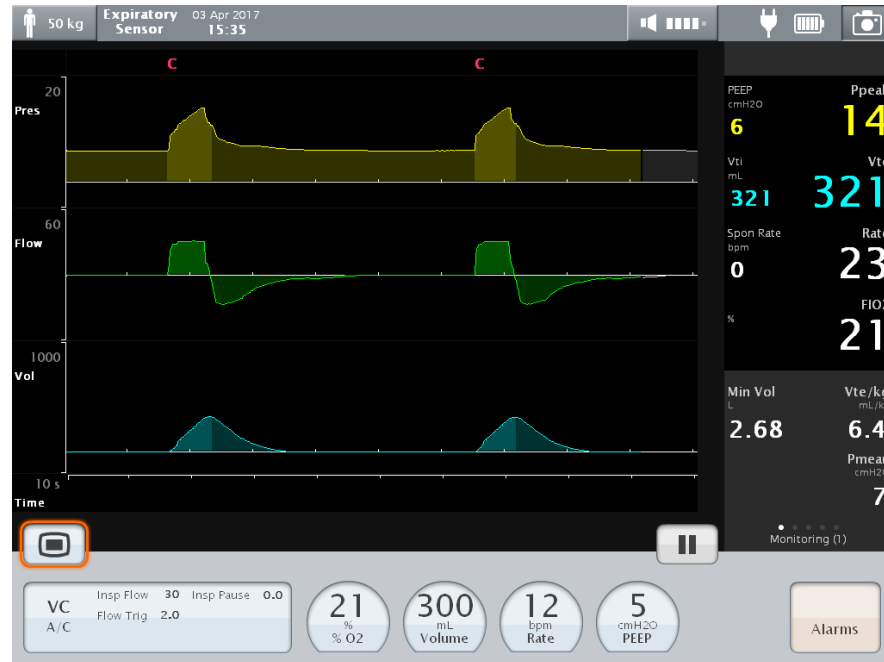 50 kg
Expiratory
Sensor
03 Apr 2017
15:35
C
C
20
Pres
60
Flow
1000
Vol
10 s
Time
PEEP
cmH2O
6
Ppeak
14
Vti
mL
321
Vte
321
Spon Rate
bpm
0
Rate
23
%
FIO2
21
Min Vol
L
2.68
Vte/kg
mL/k
6.4
Pmean
cmH2O
7
Monitoring (1)
VC
A/C
Insp Flow 30 Insp Pause 0.0
Flow Trig 2.0
21
%
% O2
300
mL
Volume
12
bpm
Rate
5
cmH2O
PEEP
Alarms